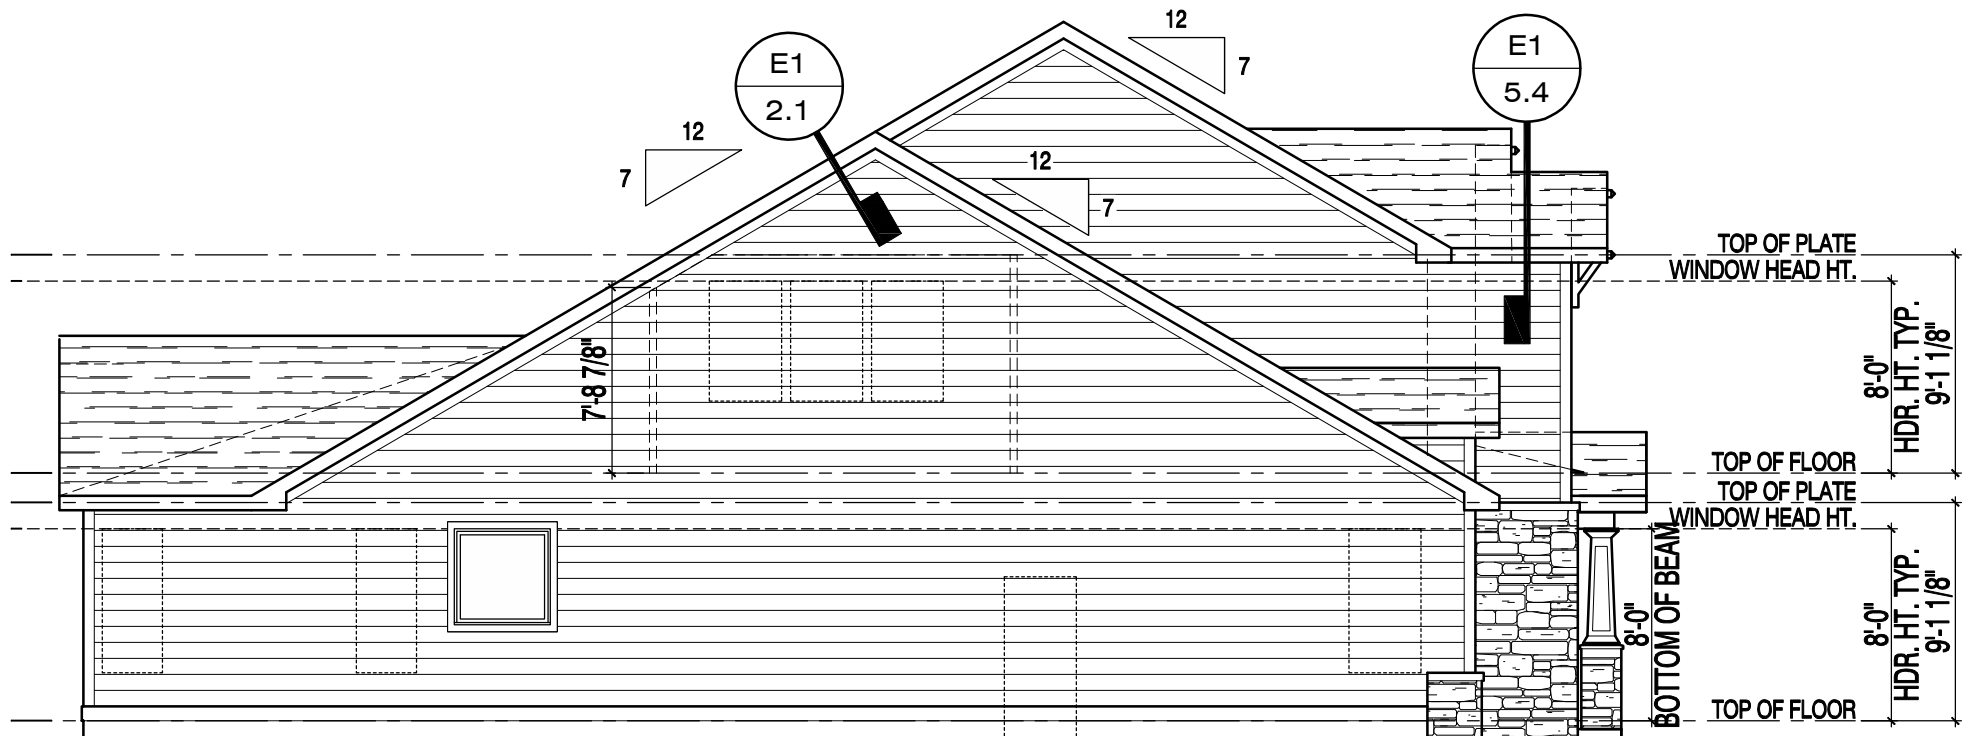 12
7
E1
5.4
E1
2.1
12
7
12
7
TOP OF PLATE
WINDOW HEAD HT.
7'-8 7/8"
8'-0"
HDR. HT. TYP.
9'-1 1/8"
TOP OF FLOOR
TOP OF PLATE
WINDOW HEAD HT.
8'-0"
BOTTOM OF BEAM
8'-0"
HDR. HT. TYP.
9'-1 1/8"
TOP OF FLOOR